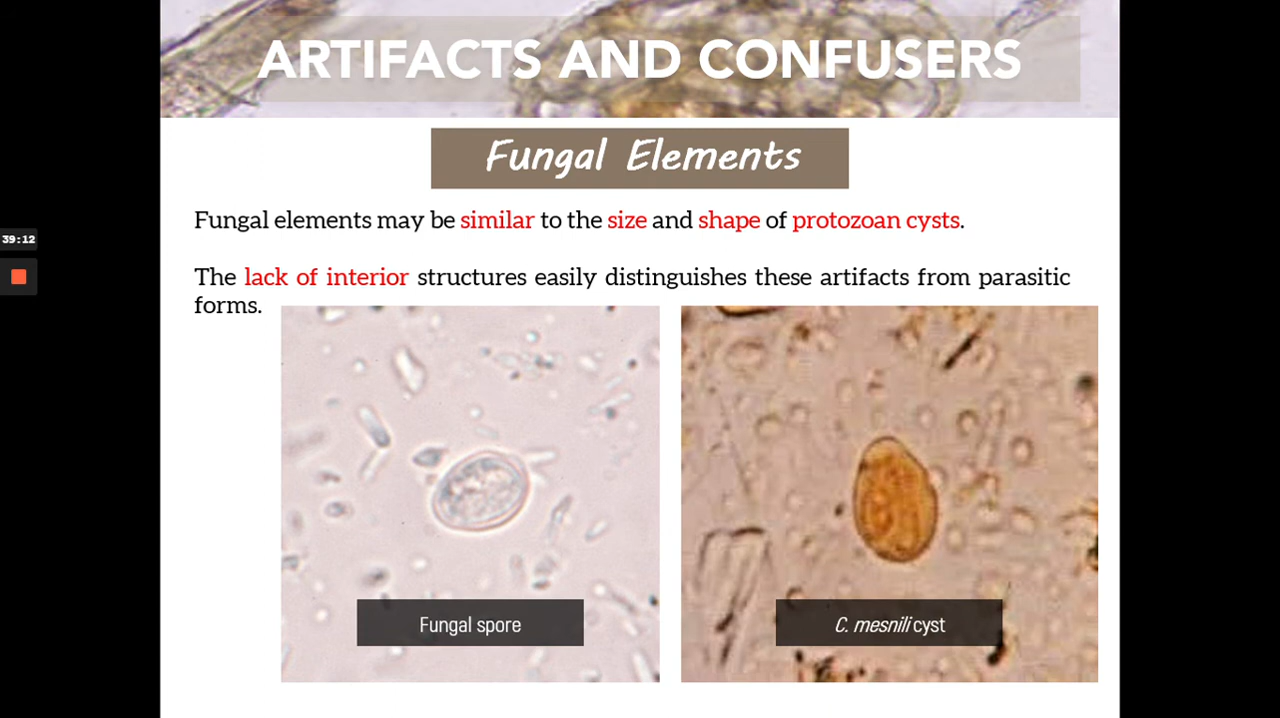 ARTIFACTS AND CONFUSERS
Fungal Elements
Fungal elements may be similar to the size and shape of protozoan cysts.
39:12
The lack of interior structures easily distinguishes these artifacts from parasitic
forms.
Fungal spore
C. mesnili cyst